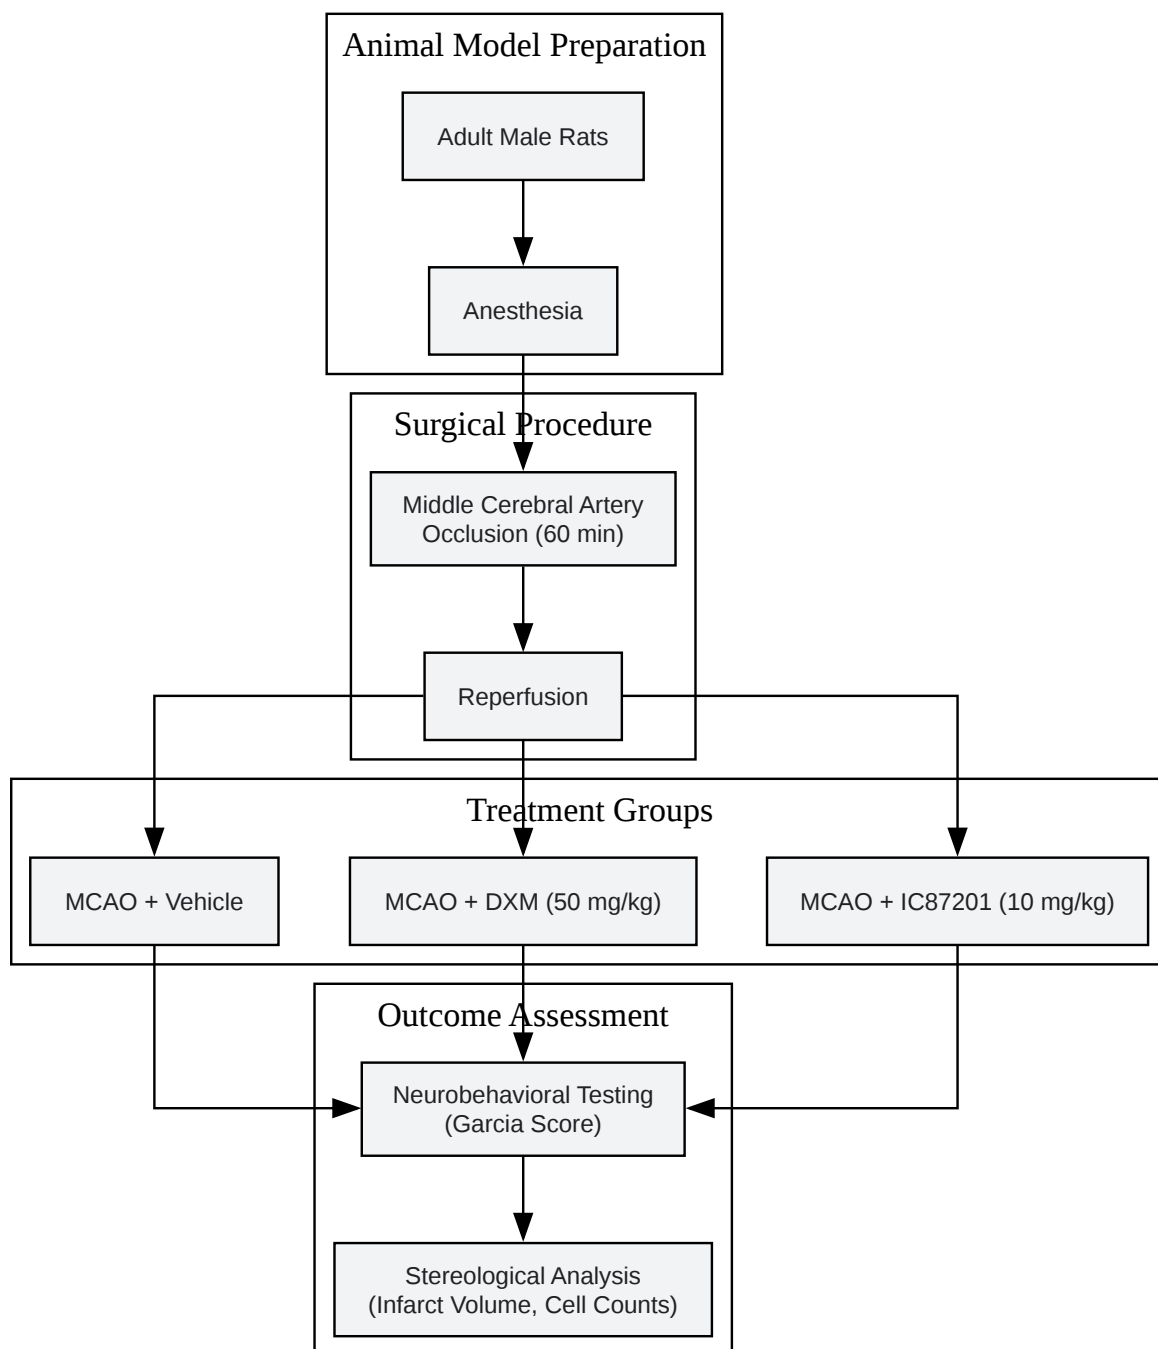 Animal Model Preparation
Adult Male Rats
Anesthesia
Surgical Procedure
Middle Cerebral Artery
Occlusion (60 min)
Reperfusion
Treatment Groups
MCAO + Vehicle
MCAO + DXM (50 mg/kg)
MCAO + IC87201 (10 mg/kg)
Outcome Assessment
Neurobehavioral Testing
(Garcia Score)
Stereological Analysis
(Infarct Volume, Cell Counts)